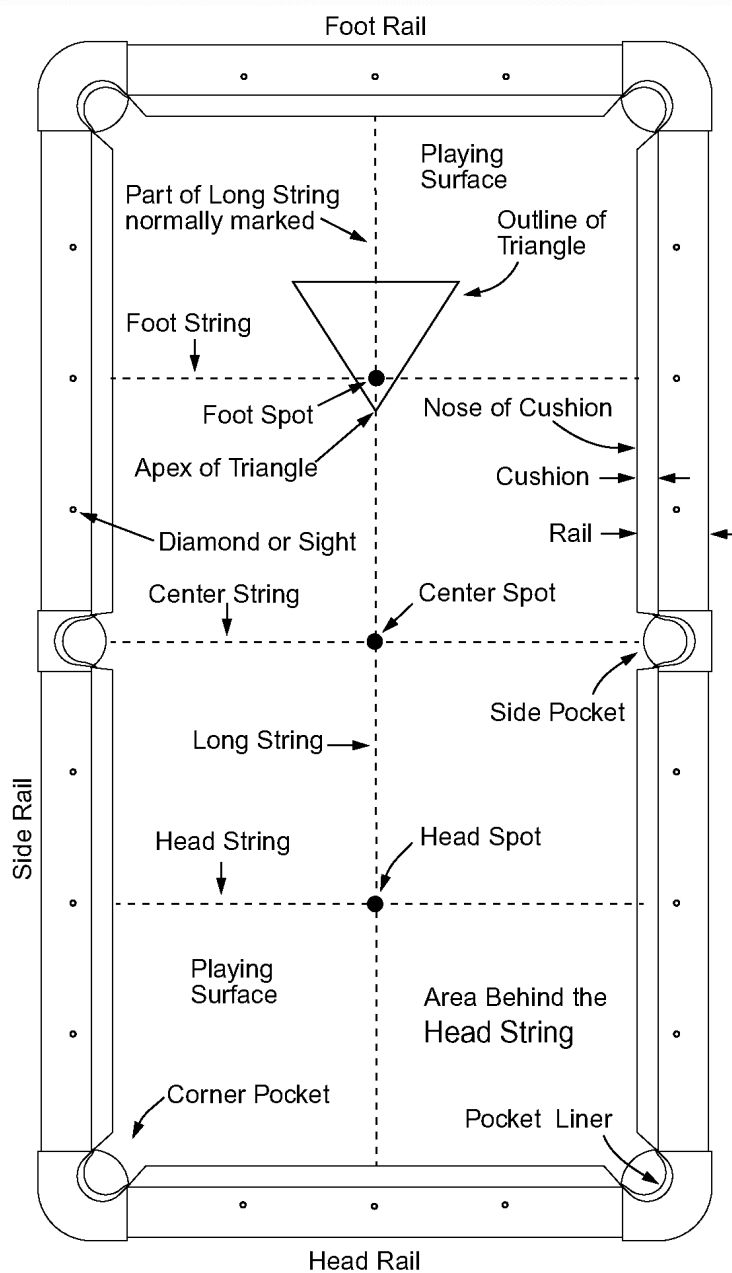 Foot Rail
Playing
Surface
Part of Long String
normally marked
Outline of
Triangle
Foot String
Foot Spot
Nose of Cushion
Apex of Triangle
Cushion
Rail
Diamond or Sight
Center String
Center Spot
Side Pocket
Long String
Side Rail
Head String
Head Spot
Playing
Surface
Area Behind the
Head String
Corner Pocket
Pocket Liner
Head Rail